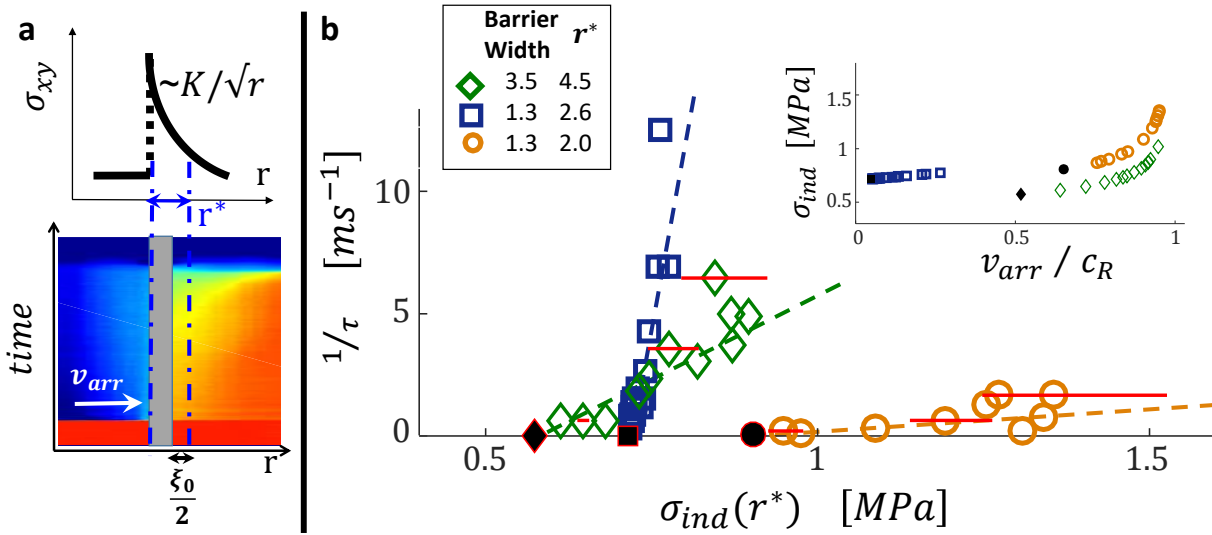 a
σxy
~K/√r
r
r*
time
varr
r
ξ0/2
b
Barrier Width r*
3.5 4.5
1.3 2.6
1.3 2.0
1/τ [ms⁻¹]
10
5
0
0.5 1 1.5
σind(r*) [MPa]
σind [MPa]
1.5
1
0.5
0 0.5 1
varr / cR